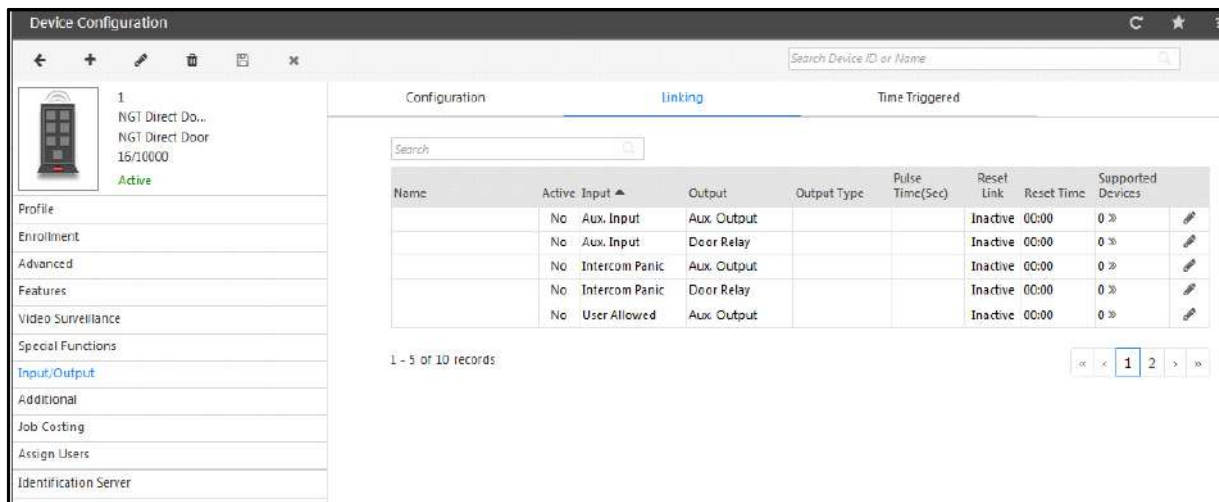 Device Configuration
Search Device ID or Name
1
NGT Direct Do...
NGT Direct Door
16/10000
Active
Profile
Enrollment
Advanced
Features
Video Surveillance
Special Functions
Input/Output
Additional
Job Costing
Assign Users
Identification Server
Configuration Linking Time Triggered
Search
Name Active Input Output Output Type Pulse Time(Sec) Reset Link Reset Time Supported Devices
No Aux. Input Aux. Output Inactive 00:00 0 »
No Aux. Input Door Relay Inactive 00:00 0 »
No Intercom Panic Aux. Output Inactive 00:00 0 »
No Intercom Panic Door Relay Inactive 00:00 0 »
No User Allowed Aux. Output Inactive 00:00 0 »
1 - 5 of 10 records
« ‹ 1 2 › »